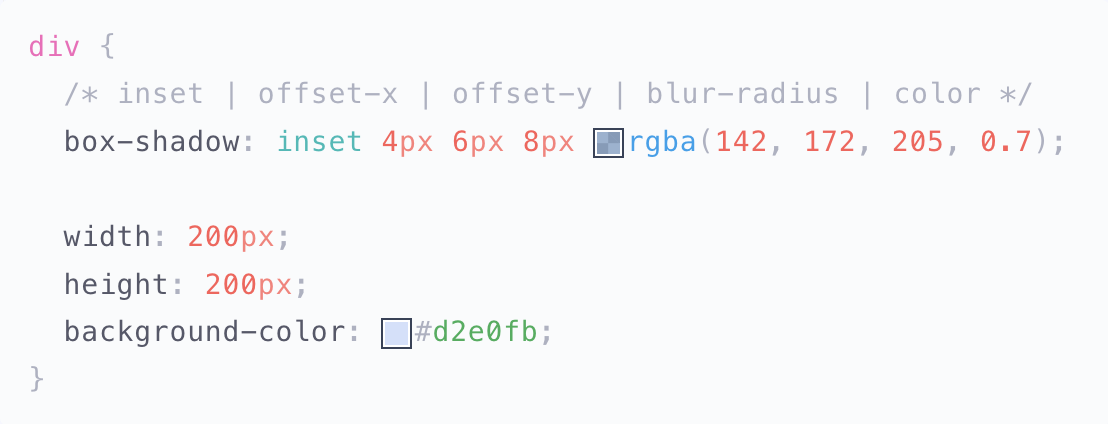 div {
/* inset | offset-x | offset-y | blur-radius | color */
box-shadow: inset 4px 6px 8px rgba(142, 172, 205, 0.7);
width: 200px;
height: 200px;
background-color: #d2e0fb;
}